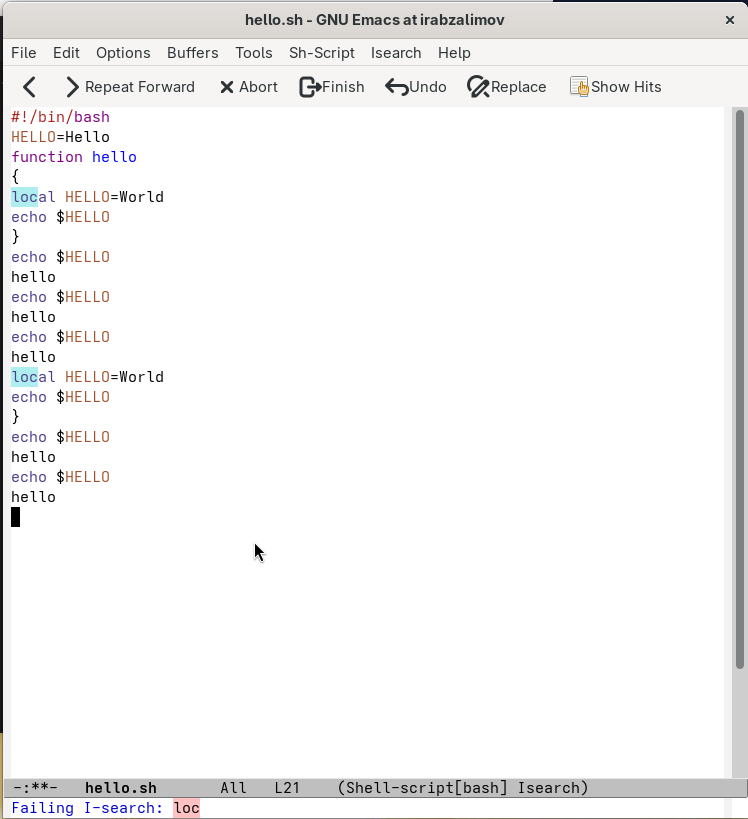 hello.sh - GNU Emacs at irabzalimov ×
File Edit Options Buffers Tools Sh-Script Isearch Help
Repeat Forward Abort Finish Undo Replace Show Hits
#!/bin/bash
HELLO=Hello
function hello
{
local HELLO=World
echo $HELLO
}
echo $HELLO
hello
echo $HELLO
hello
echo $HELLO
hello
local HELLO=World
echo $HELLO
}
echo $HELLO
hello
echo $HELLO
hello
-:**- hello.sh All L21 (Shell-script[bash] Isearch)
Failing I-search: loc